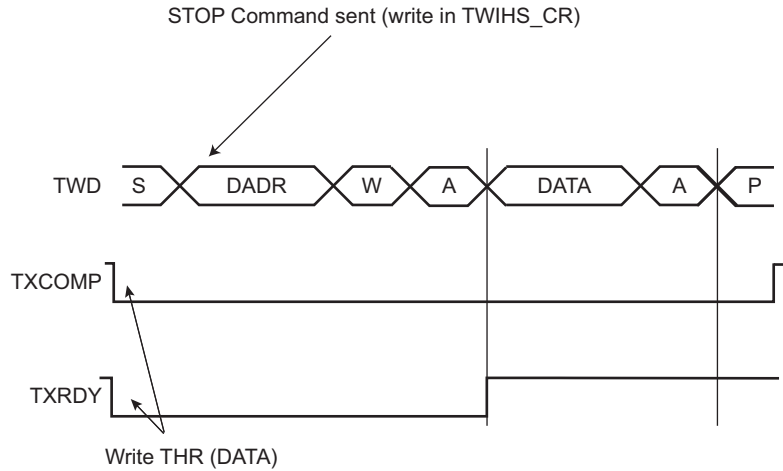 STOP Command sent (write in TWIHS_CR)
TWD S DADR W A DATA A P
TXCOMP
TXRDY
Write THR (DATA)